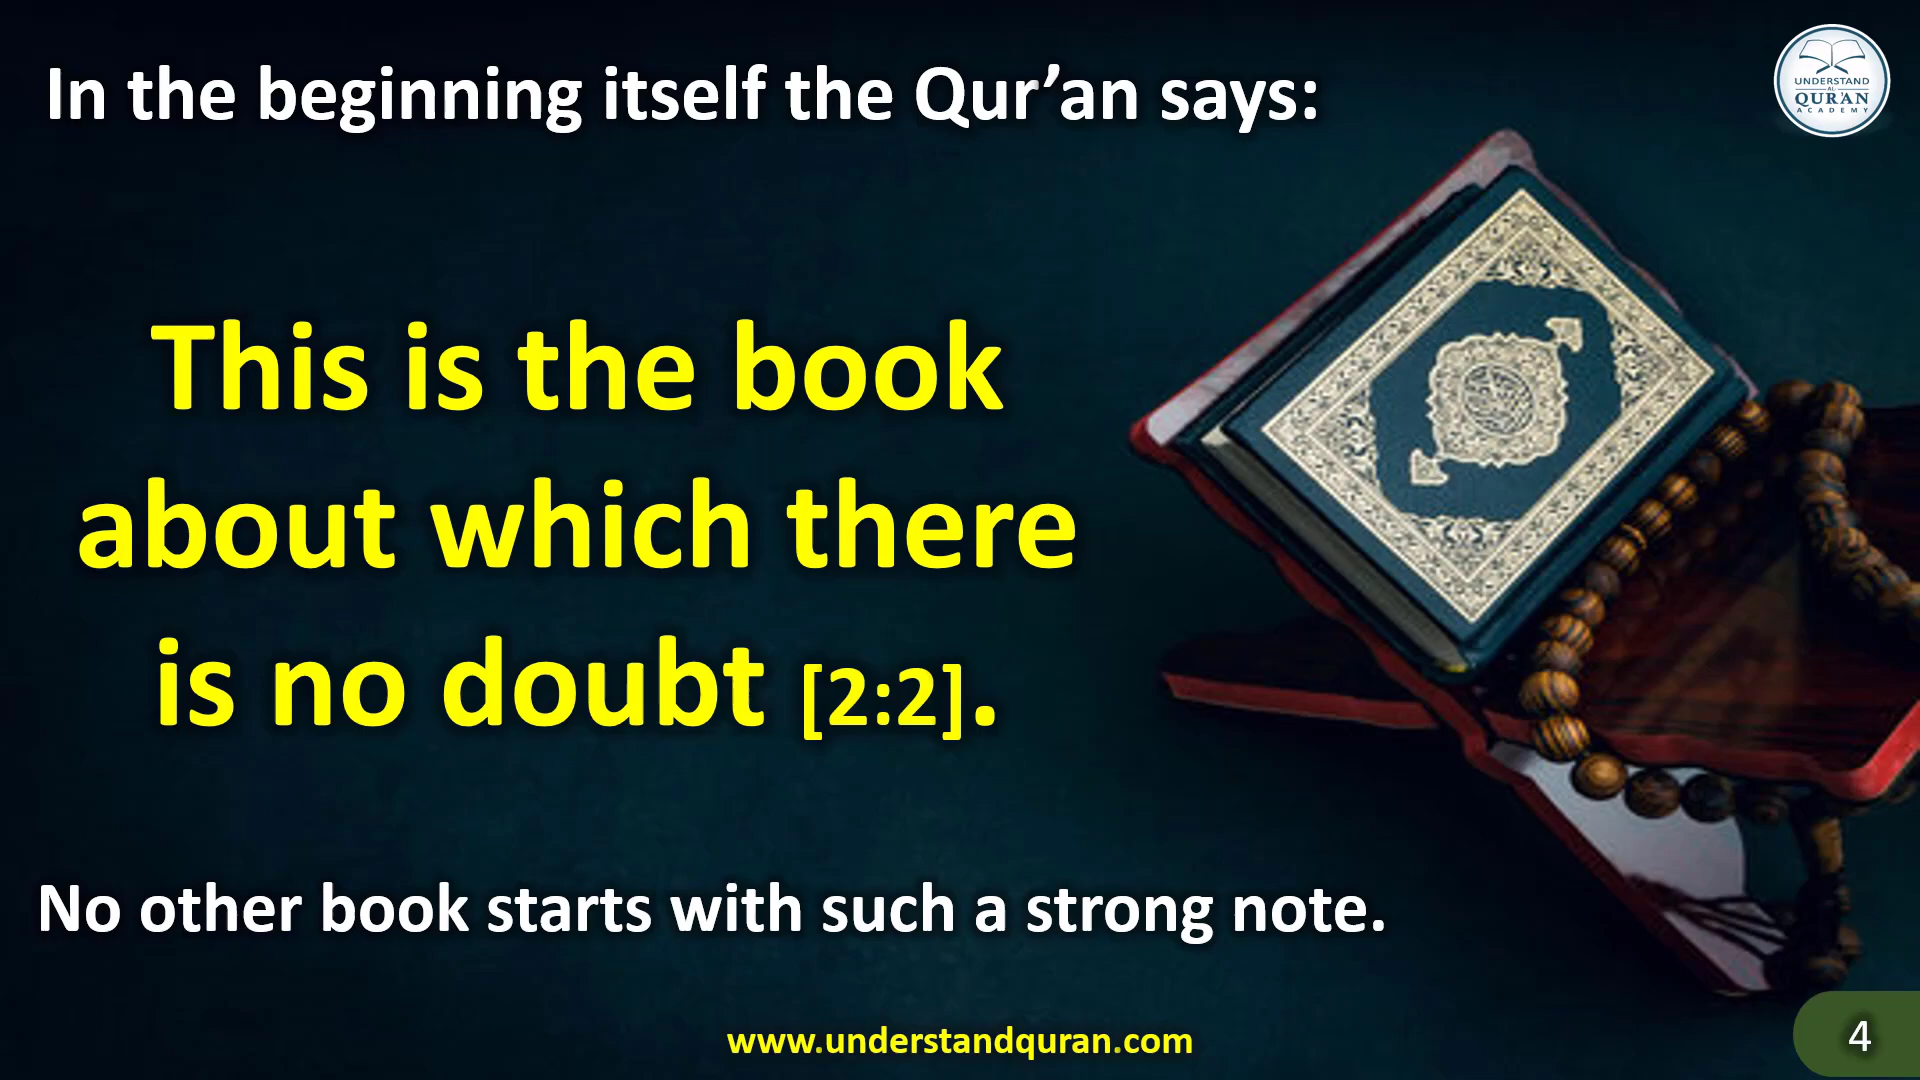 In the beginning itself the Qur’an says:
UNDERSTAND
AL
QUR'AN
ACADEMY
This is the book
about which there
is no doubt [2:2].
No other book starts with such a strong note.
www.understandquran.com
4